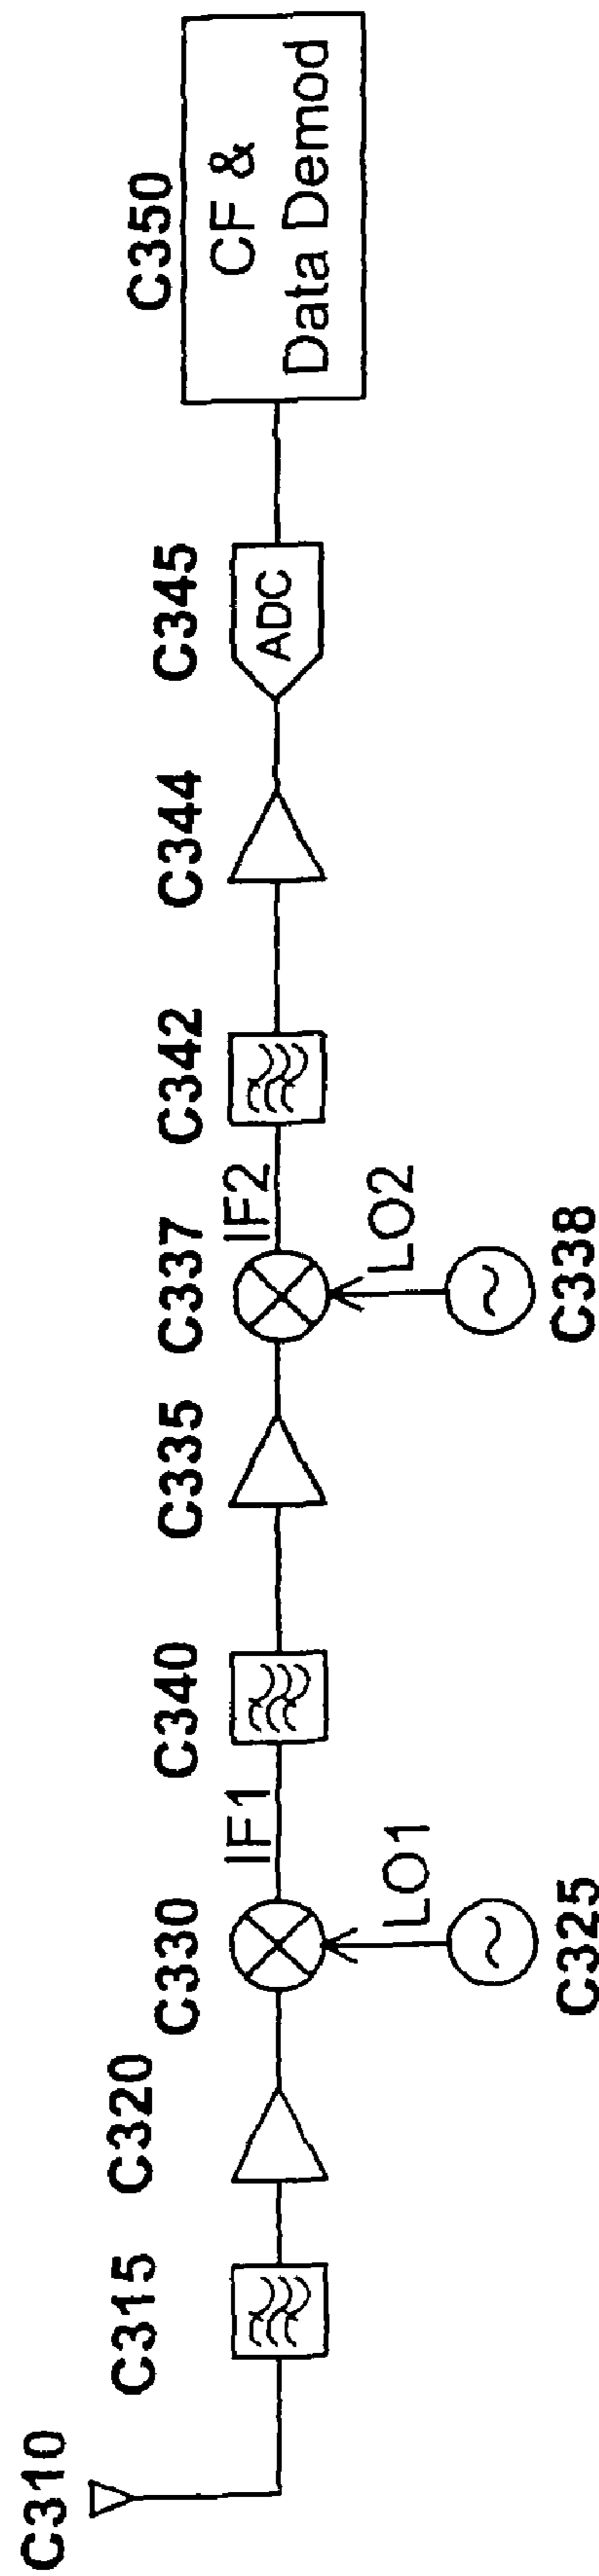 C310
C315
C320
C330
IF1
LO1
C325
C340
C335
C337
IF2
LO2
C338
C342
C344
C345
ADC
C350
CF &
Data Demod